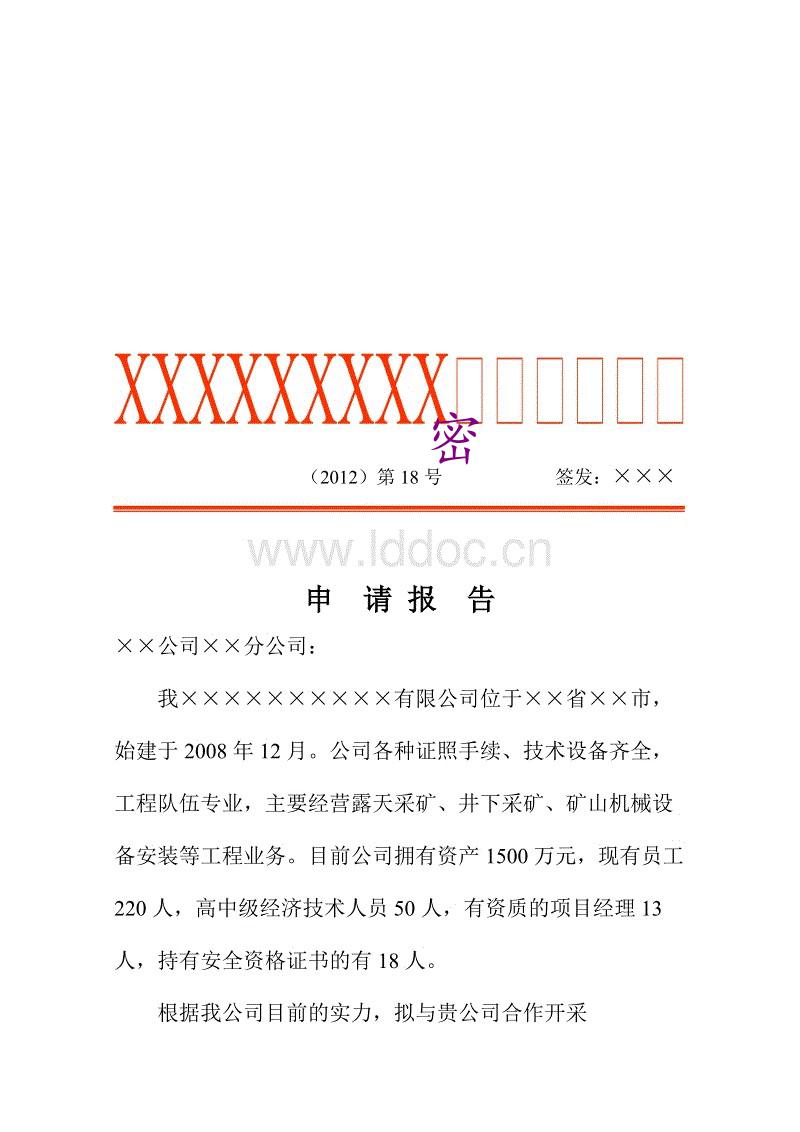 XXXXXXXXX□□□□□□
密
（2012）第 18 号 签发：×××
www.lddoc.cn
申 请 报 告
××公司××分公司：
我××××××××××有限公司位于××省××市，
始建于 2008 年 12 月。公司各种证照手续、技术设备齐全，
工程队伍专业，主要经营露天采矿、井下采矿、矿山机械设
备安装等工程业务。目前公司拥有资产 1500 万元，现有员工
220 人，高中级经济技术人员 50 人，有资质的项目经理 13
人，持有安全资格证书的有 18 人。
根据我公司目前的实力，拟与贵公司合作开采